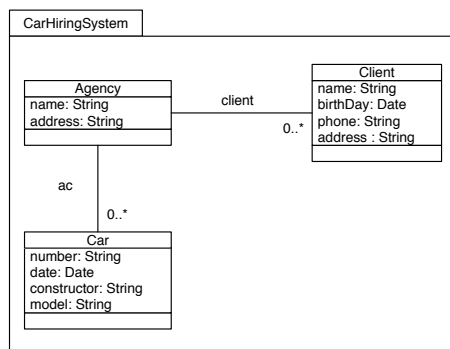 CarHiringSystem
Agency
name: String
address: String
client
0..*
Client
name: String
birthDay: Date
phone: String
address : String
ac
0..*
Car
number: String
date: Date
constructor: String
model: String